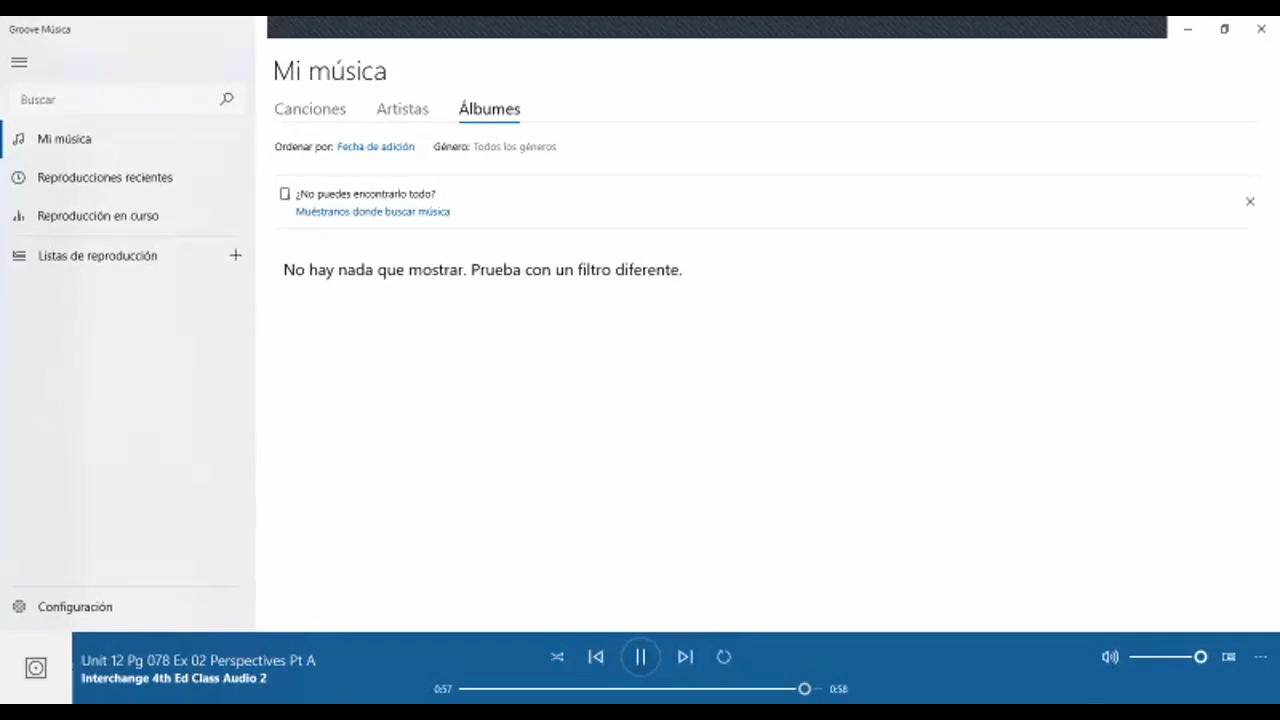 Groove Música
Mi música
Buscar
Canciones Artistas Álbumes
Mi música
Ordenar por: Fecha de adición Género: Todos los géneros
Reproducciones recientes
¿No puedes encontrarlo todo?
Muéstranos donde buscar música
Reproducción en curso
Listas de reproducción
No hay nada que mostrar. Prueba con un filtro diferente.
Configuración
Unit 12 Pg 078 Ex 02 Perspectives Pt A
Interchange 4th Ed Class Audio 2
0:57 0:58